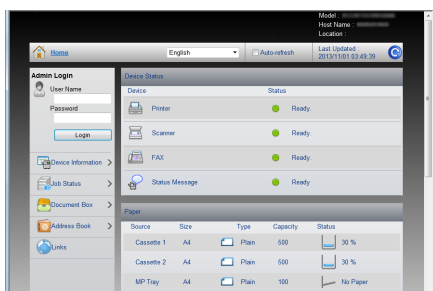 Model :
Host Name :
Location :
Home
English
Auto-refresh
Last Updated :
2013/11/01 03:49:39
Admin Login
User Name
Password
Login
Device Information
Job Status
Document Box
Address Book
Links
Device Status
Device Status
Printer Ready.
Scanner Ready.
FAX Ready.
Status Message Ready
Paper
Source Size Type Capacity Status
Cassette 1 A4 Plain 500 30 %
Cassette 2 A4 Plain 500 30 %
MP Tray A4 Plain 100 No Paper